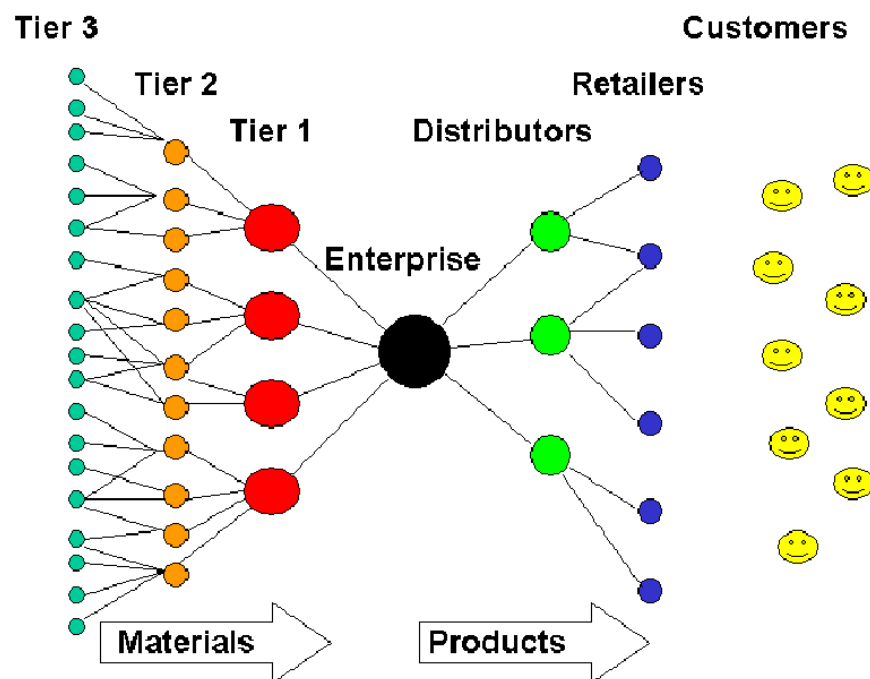 Tier 3
Customers
Tier 2
Retailers
Tier 1
Distributors
Enterprise
Materials
Products